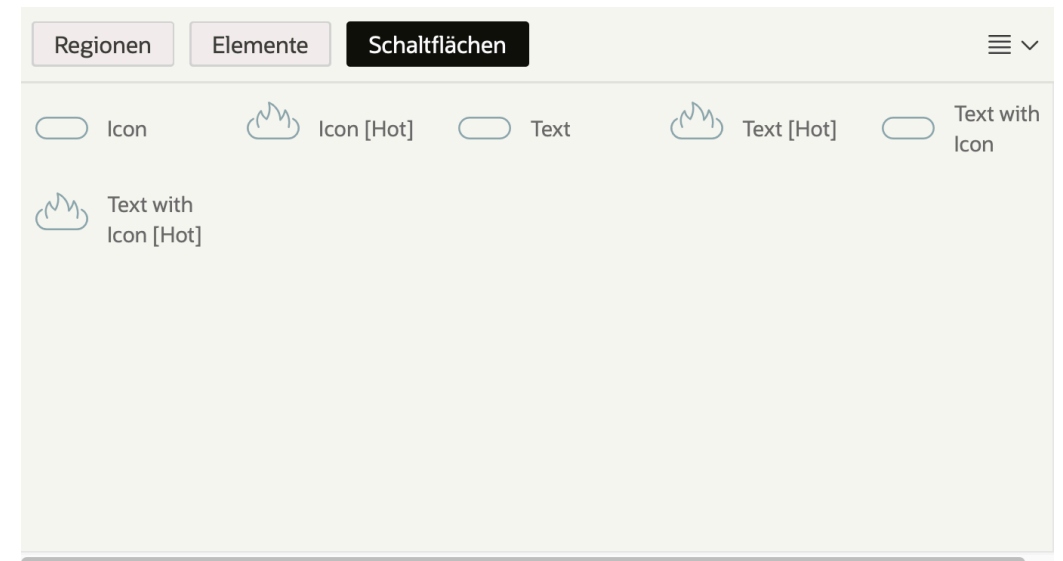 Regionen Elemente Schaltflächen
Icon Icon [Hot] Text Text [Hot] Text with
Icon
Text with
Icon [Hot]